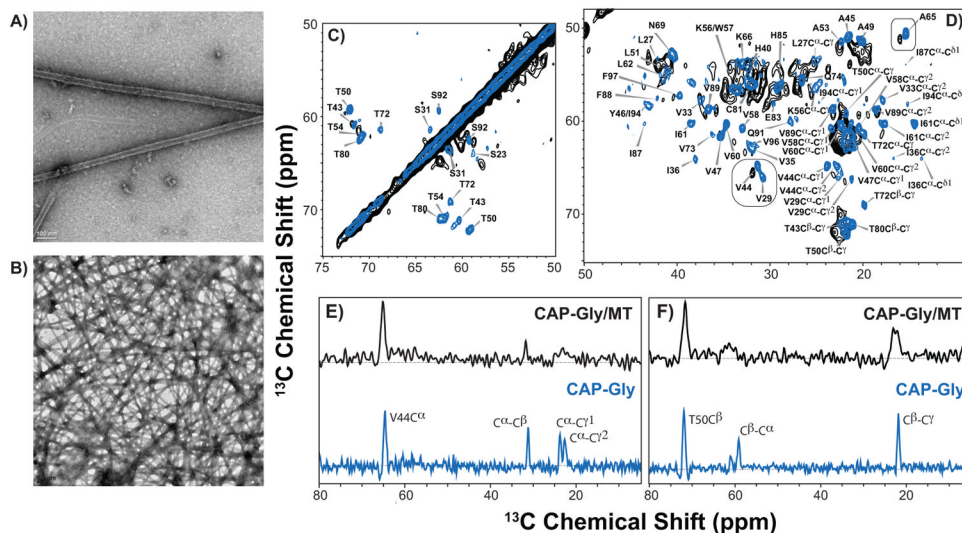 A)
100 nm
B)
C)
50
60
70
75
70
65
60
55
50
T50
T43
T54
T80
T72
S31
S92
S92
S23
S31
T72
T54
T43
T80
T50
¹³C Chemical Shift (ppm)
D)
50
60
70
50
40
30
20
10
N69
L27
L51
L62
F97
F88
Y46/I94
I87
I36
V33
I61
V73
V47
V60
V89
K56/W57
K66
H40
H85
C81
V58
E83
Q91
V96
V35
V44
V29
Q74
A53
A45
A49
A65
L27Cα-Cγ
I87Cα-Cδ1
T50Cα-Cγ
V58Cα-Cγ2
V33Cα-Cγ2
I94Cα-Cγ1
I94Cα-Cδ1
K56Cα-Cγ
V89Cα-Cγ2
V89Cα-Cγ1
I61Cα-Cδ1
V58Cα-Cγ1
I61Cα-Cγ2
V60Cα-Cγ1
T72Cα-Cγ
I36Cα-Cγ2
V60Cα-Cγ2
V44Cα-Cγ1
V47Cα-Cγ1
I36Cα-Cδ1
V44Cα-Cγ2
V29Cα-Cγ1
T72Cβ-Cγ
V29Cα-Cγ2
T43Cβ-Cγ
T80Cβ-Cγ
T50Cβ-Cγ
E)
CAP-Gly/MT
CAP-Gly
V44Cα
Cα-Cβ
Cα-Cγ1
Cα-Cγ2
80
60
40
20
F)
CAP-Gly/MT
CAP-Gly
T50Cβ
Cβ-Cα
Cβ-Cγ
80
60
40
20
¹³C Chemical Shift (ppm)